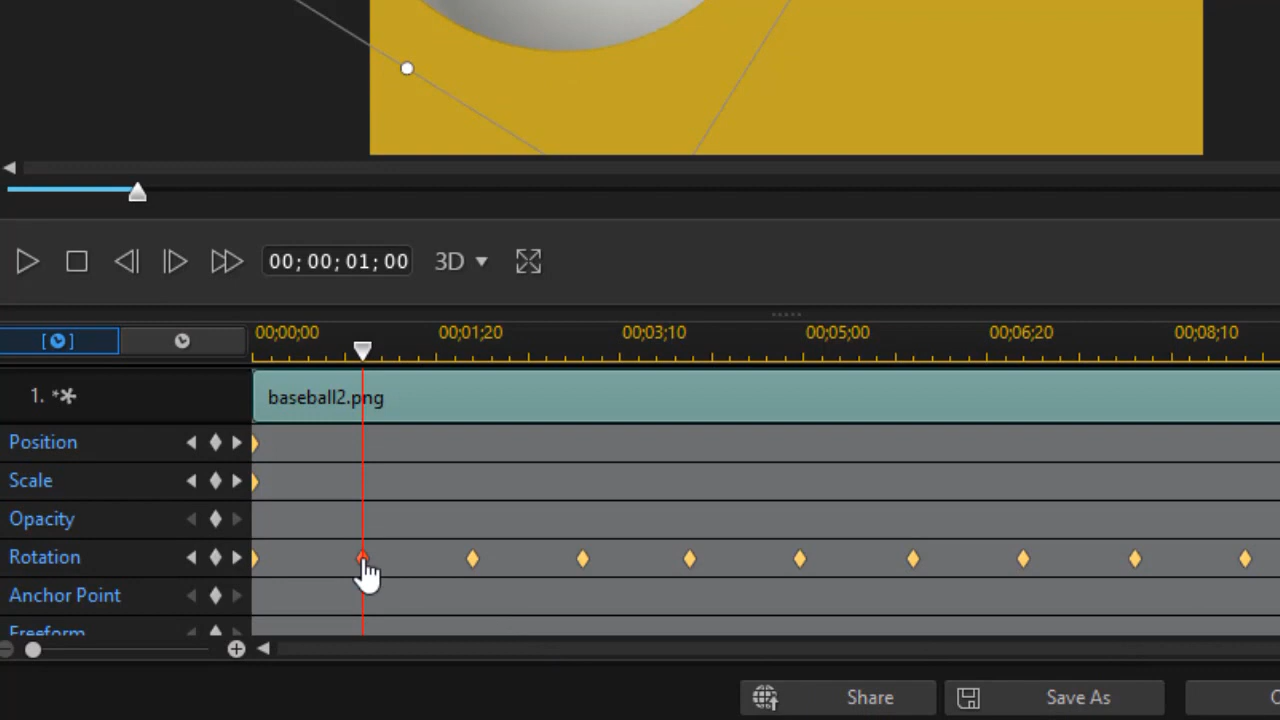 00;00;01;00 3D
00;00;00 00;01;20 00;03;10 00;05;00 00;06;20 00;08;10
1. baseball2.png
Position
Scale
Opacity
Rotation
Anchor Point
Freeform
Share Save As